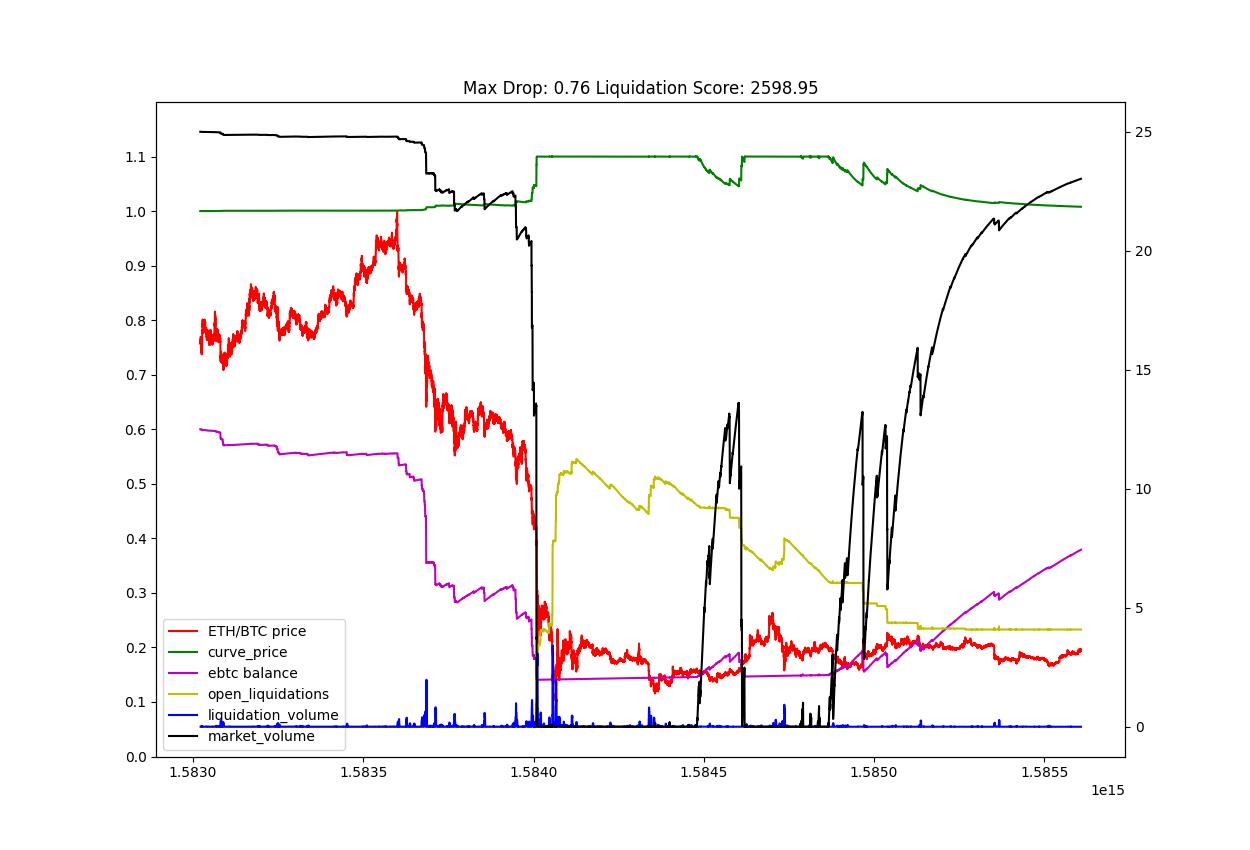 Max Drop: 0.76 Liquidation Score: 2598.95
1.1
1.0
0.9
0.8
0.7
0.6
0.5
0.4
0.3
0.2
0.1
0.0
25
20
15
10
5
0
ETH/BTC price
curve_price
ebtc balance
open_liquidations
liquidation_volume
market_volume
1.5830 1.5835 1.5840 1.5845 1.5850 1.5855
1e15